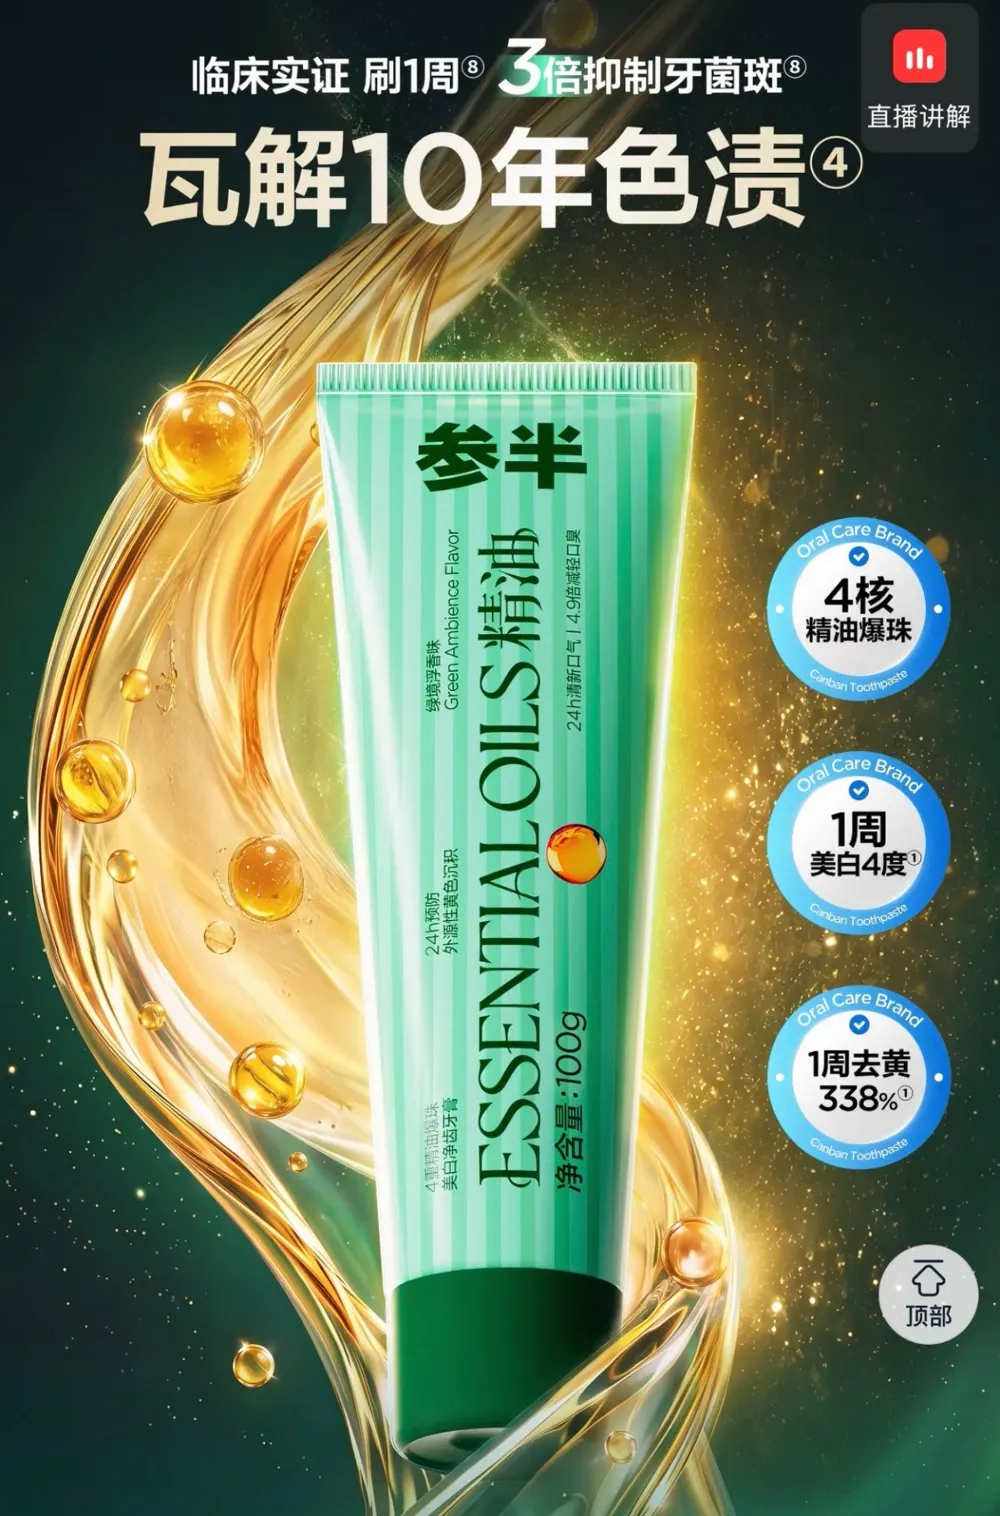 临床实证 刷1周⑧ 3倍抑制牙菌斑⑧
瓦解10年色渍④
直播讲解
参半
绿境浮香味
Green Ambience Flavor
24h预防
外源性黄色沉积
4重精油爆珠
美白净齿牙膏
ESSENTIAL OILS 精油
24h清新口气 | 4.9倍减轻口臭
净含量:100g
Oral Care Brand
4核
精油爆珠
Canban Toothpaste
Oral Care Brand
1周
美白4度①
Canban Toothpaste
Oral Care Brand
1周去黄
338%①
Canban Toothpaste
顶部